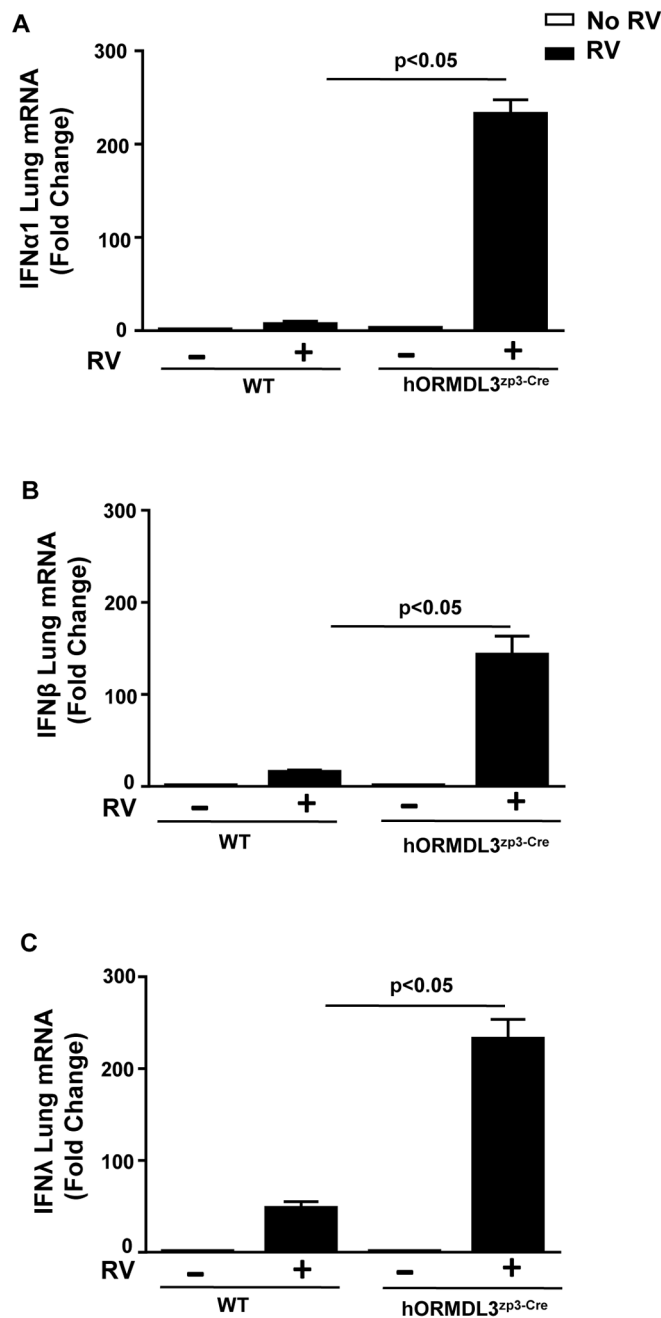 No RV
RV
A
IFNα1 Lung mRNA
(Fold Change)
300
200
100
0
p<0.05
RV − + − +
WT hORMDL3zp3-Cre
B
IFNβ Lung mRNA
(Fold Change)
300
200
100
0
p<0.05
RV − + − +
WT hORMDL3zp3-Cre
C
IFNλ Lung mRNA
(Fold Change)
300
200
100
0
p<0.05
RV − + − +
WT hORMDL3zp3-Cre